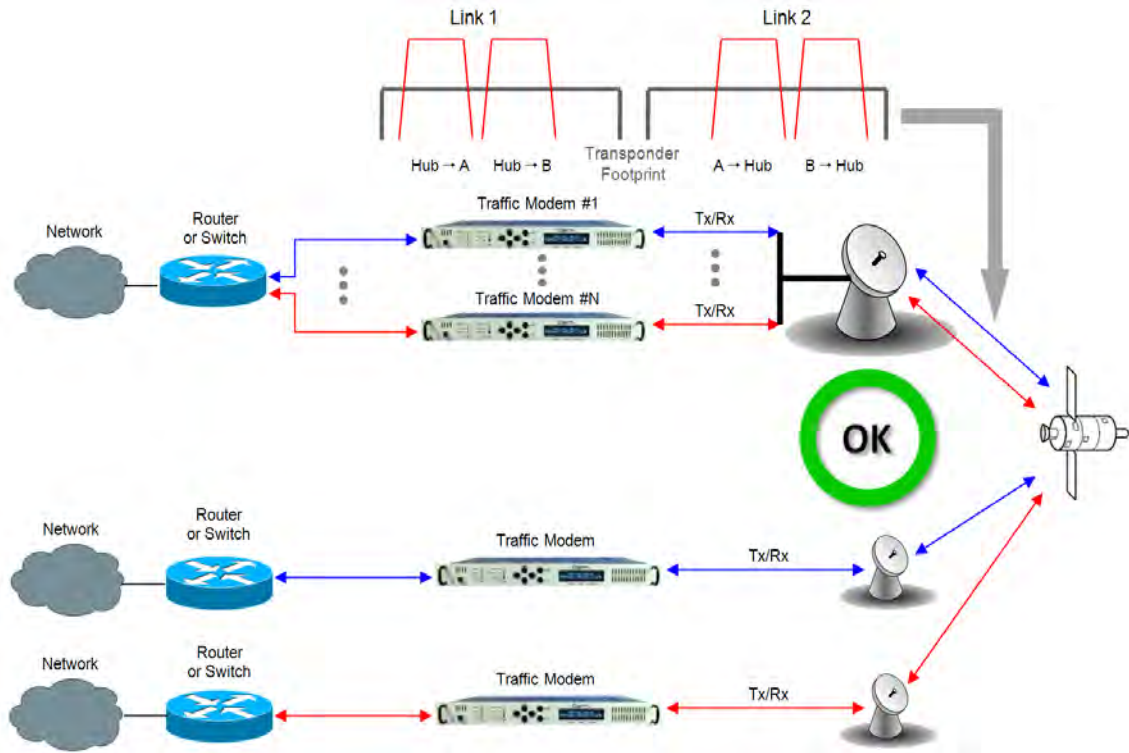 Link 1
Link 2
Hub → A
Hub → B
Transponder
Footprint
A → Hub
B → Hub
Network
Router
or Switch
Traffic Modem #1
Tx/Rx
Traffic Modem #N
Tx/Rx
OK
Network
Router
or Switch
Traffic Modem
Tx/Rx
Network
Router
or Switch
Traffic Modem
Tx/Rx